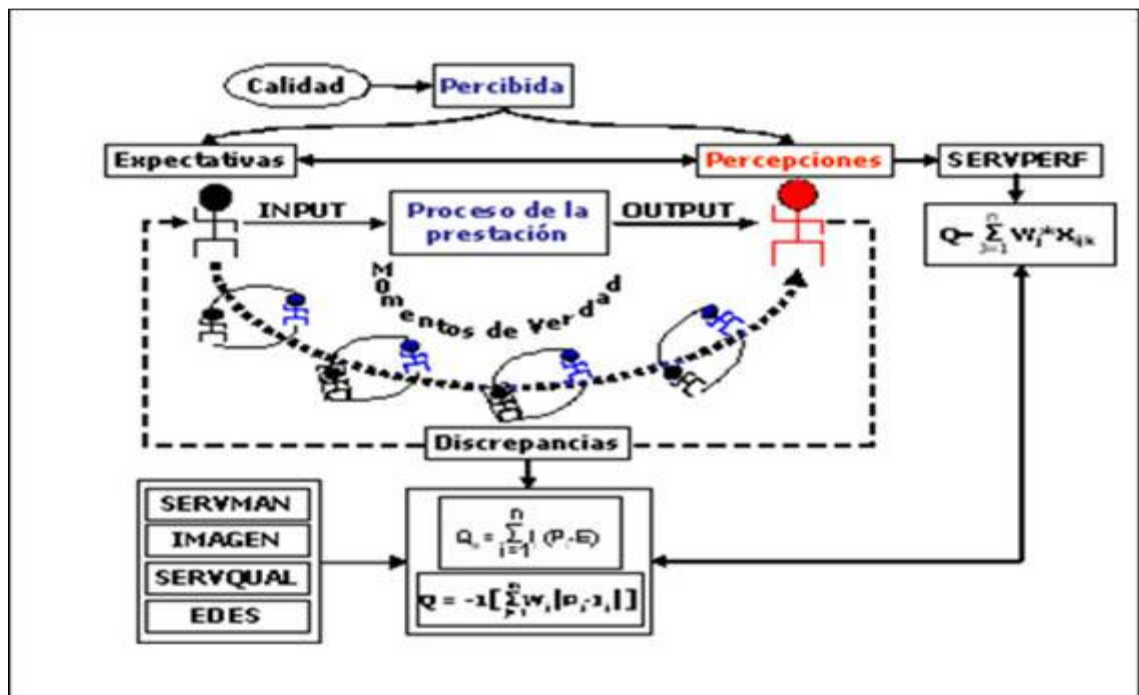 Calidad
Percibida
Expectativas
Percepciones
SERVPERF
INPUT
Proceso de la
prestación
OUTPUT
Momentos de Verdad
Discrepancias
SERVMAN
IMAGEN
SERVQUAL
EDES